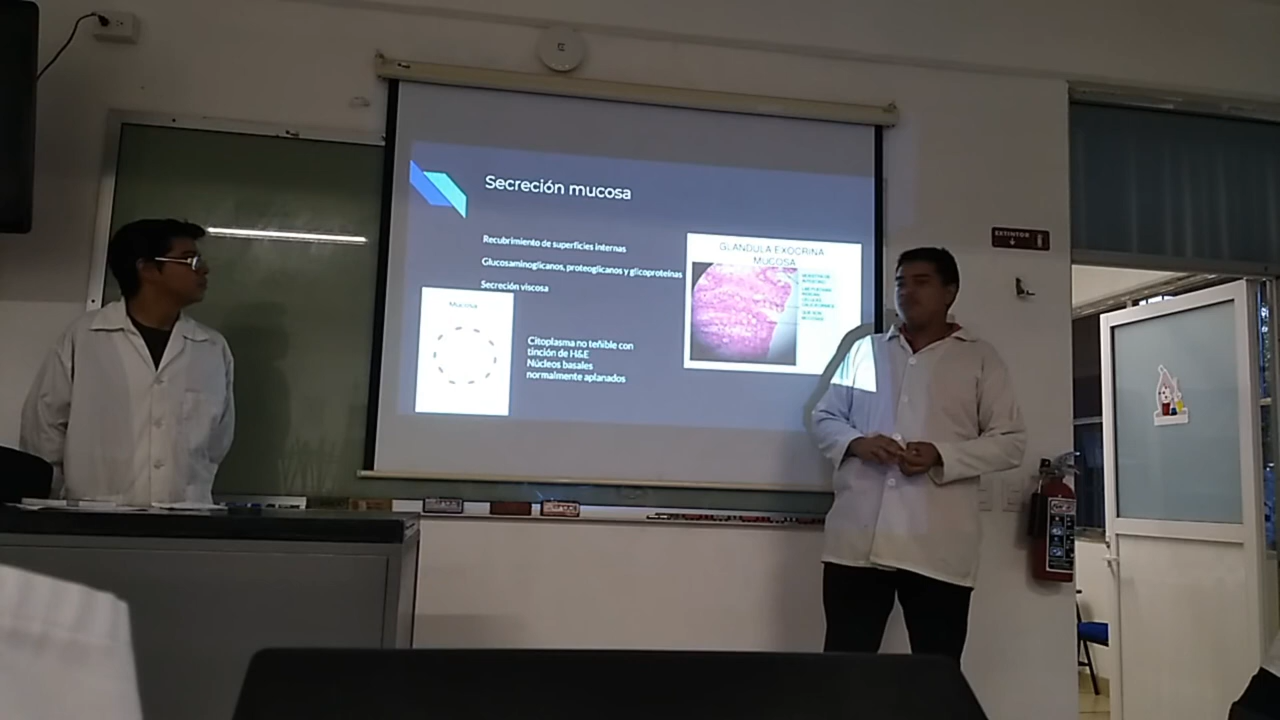 Secreción mucosa
Recubrimiento de superficies internas
Glucosaminoglicanos, proteoglicanos y glicoproteínas
Secreción viscosa
Mucosa
Citoplasma no teñible con
tinción de H&E
Núcleos basales
normalmente aplanados
GLANDULA EXOCRINA
MUCOSA
EXTINTOR